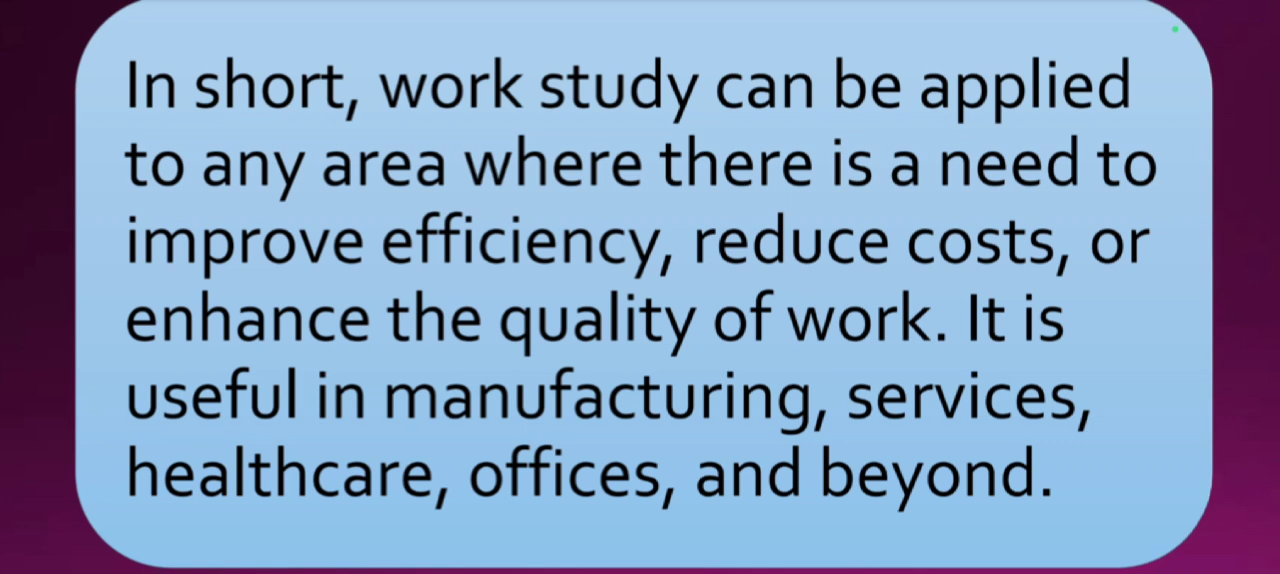 In short, work study can be applied
to any area where there is a need to
improve efficiency, reduce costs, or
enhance the quality of work. It is
useful in manufacturing, services,
healthcare, offices, and beyond.